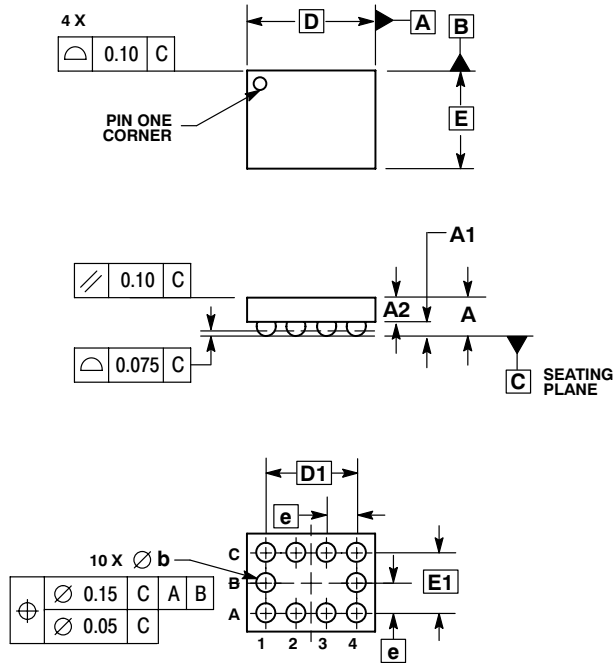 4 X
D
A
B
⌓ 0.10 C
PIN ONE
CORNER
E
A1
⫽ 0.10 C
A2
A
⌓ 0.075 C
C
SEATING
PLANE
D1
e
10 X ∅ b
C
B
A
E1
⌖ ∅ 0.15 C A B
∅ 0.05 C
1 2 3 4
e